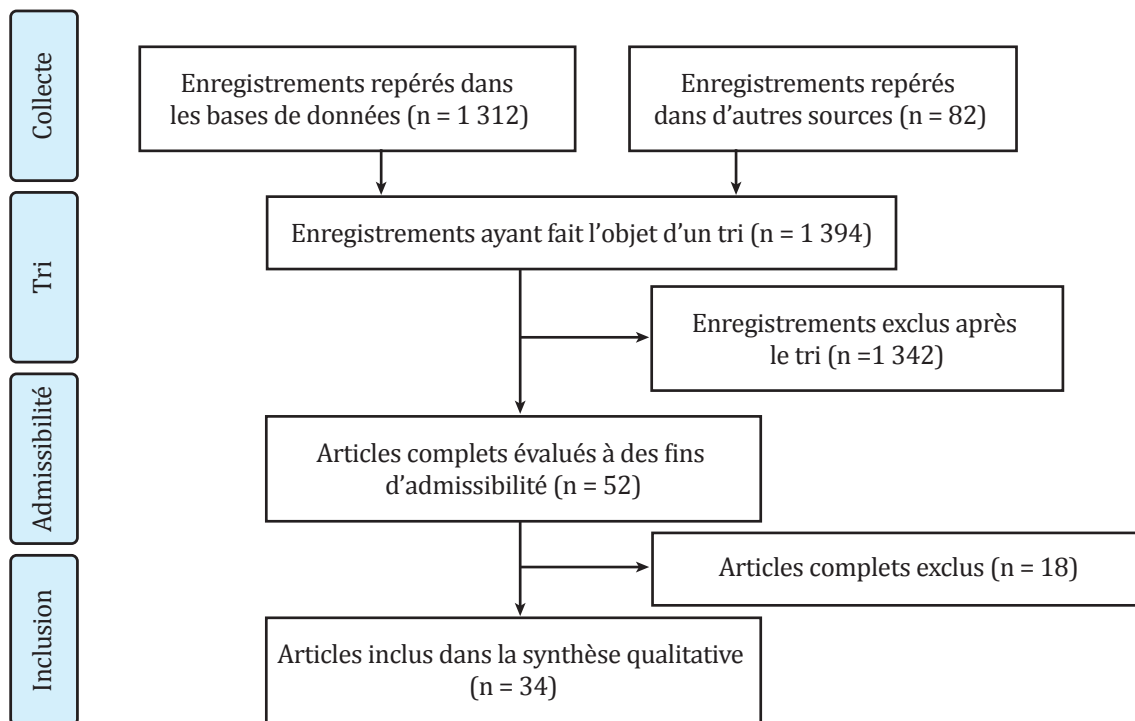 Collecte
Enregistrements repérés dans
les bases de données (n = 1 312)
Enregistrements repérés
dans d'autres sources (n = 82)
Tri
Enregistrements ayant fait l’objet d’un tri (n = 1 394)
Enregistrements exclus après
le tri (n =1 342)
Admissibilité
Articles complets évalués à des fins
d’admissibilité (n = 52)
Articles complets exclus (n = 18)
Inclusion
Articles inclus dans la synthèse qualitative
(n = 34)